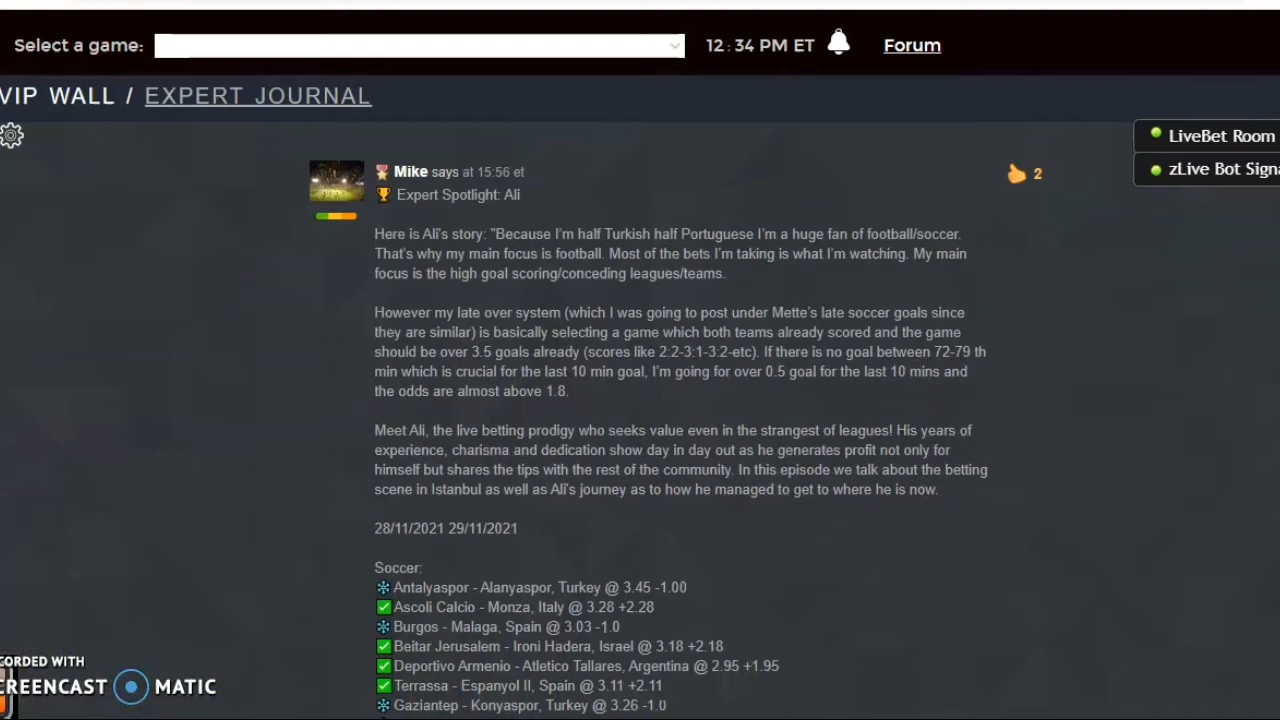 Select a game:
12:34 PM ET
Forum
VIP WALL / EXPERT JOURNAL
LiveBet Room
zLive Bot Signa
Mike says at 15:56 et
2
Expert Spotlight: Ali
Here is Ali's story: "Because I'm half Turkish half Portuguese I'm a huge fan of football/soccer.
That's why my main focus is football. Most of the bets I'm taking is what I'm watching. My main
focus is the high goal scoring/conceding leagues/teams.
However my late over system (which I was going to post under Mette's late soccer goals since
they are similar) is basically selecting a game which both teams already scored and the game
should be over 3.5 goals already (scores like 2:2-3:1-3:2-etc). If there is no goal between 72-79 th
min which is crucial for the last 10 min goal, I'm going for over 0.5 goal for the last 10 mins and
the odds are almost above 1.8.
Meet Ali, the live betting prodigy who seeks value even in the strangest of leagues! His years of
experience, charisma and dedication show day in day out as he generates profit not only for
himself but shares the tips with the rest of the community. In this episode we talk about the betting
scene in Istanbul as well as Ali's journey as to how he managed to get to where he is now.
28/11/2021 29/11/2021
Soccer:
Antalyaspor - Alanyaspor, Turkey @ 3.45 -1.00
Ascoli Calcio - Monza, Italy @ 3.28 +2.28
Burgos - Malaga, Spain @ 3.03 -1.0
Beitar Jerusalem - Ironi Hadera, Israel @ 3.18 +2.18
Deportivo Armenio - Atletico Tallares, Argentina @ 2.95 +1.95
Terrassa - Espanyol II, Spain @ 3.11 +2.11
Gaziantep - Konyaspor, Turkey @ 3.26 -1.0
CORDED WITH
CREENCAST MATIC